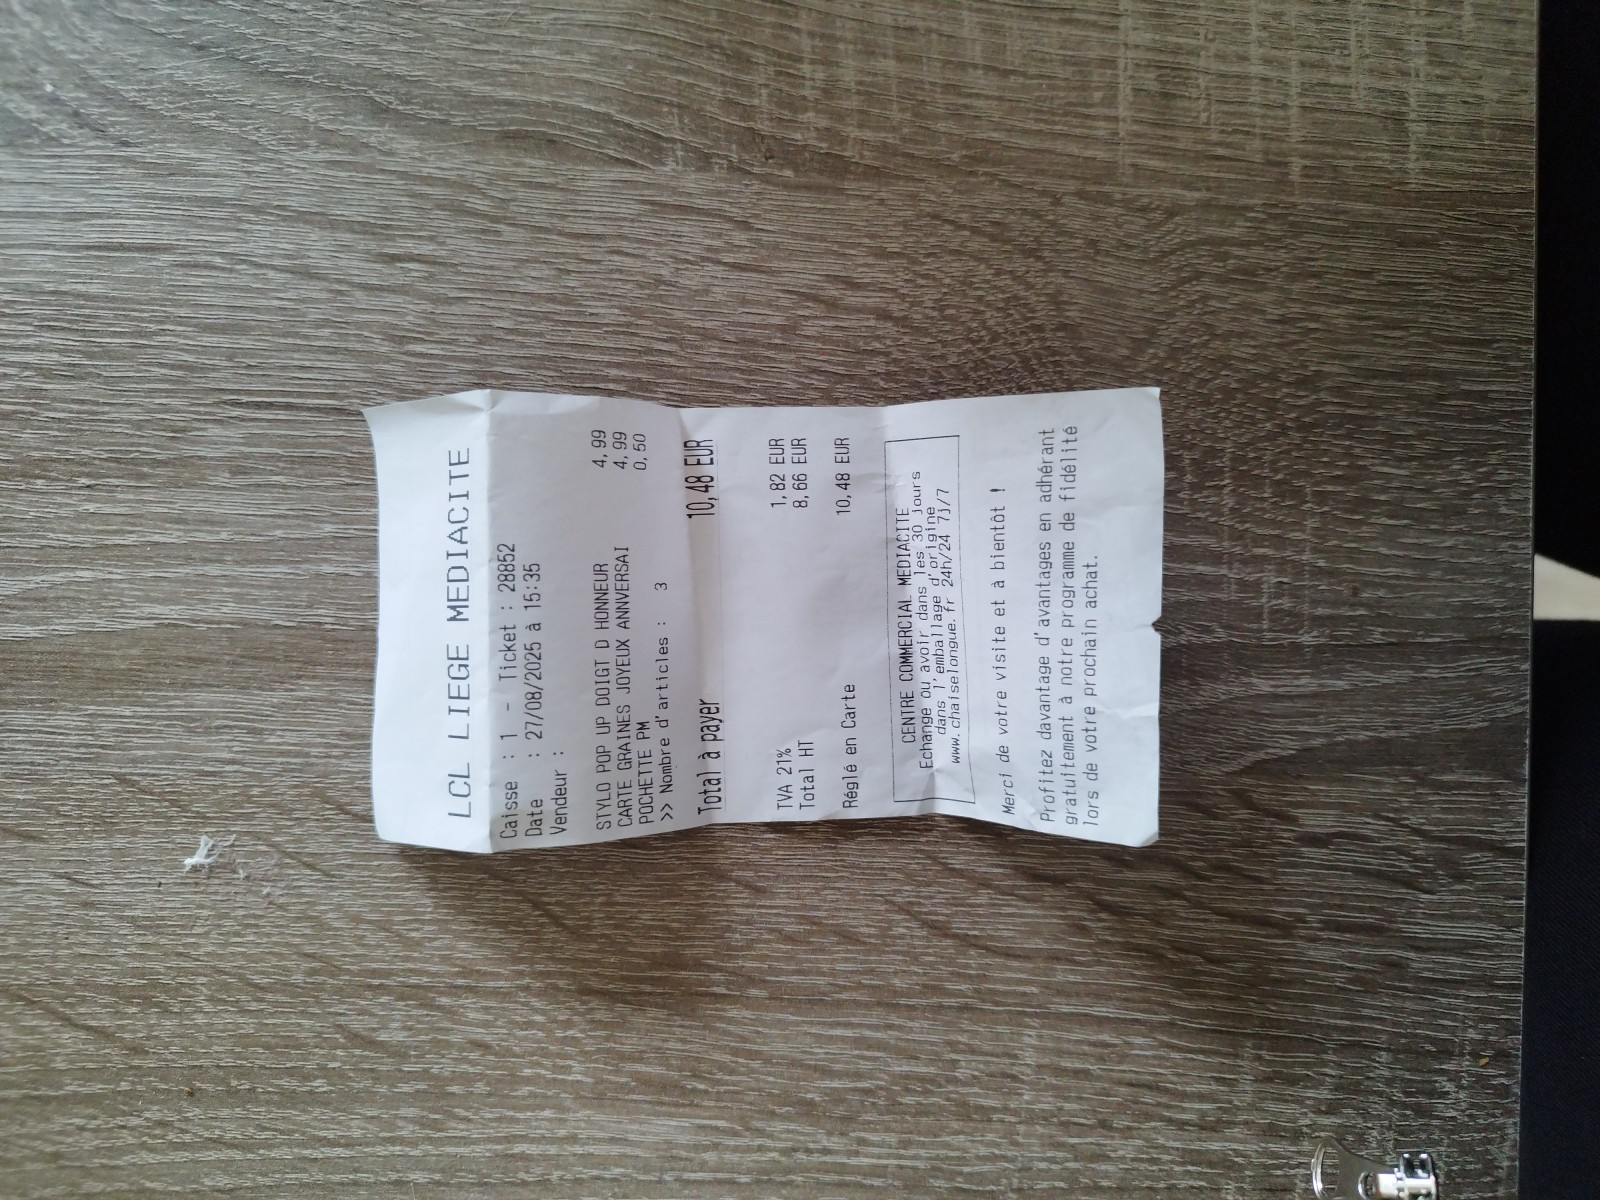 LCL LIEGE MEDIACITE
Caisse : 1 - Ticket : 28852
Date : 27/08/2025 à 15:35
Vendeur :
STYLO POP UP DOIGT D HONNEUR 4,99
CARTE GRAINES JOYEUX ANNVERSAI 4,99
POCHETTE PM 0,50
>> Nombre d'articles : 3
Total à payer 10,48 EUR
TVA 21% 1,82 EUR
Total HT 8,66 EUR
Réglé en Carte 10,48 EUR
CENTRE COMMERCIAL MEDIACITE
Echange ou avoir dans les 30 jours
dans l'emballage d'origine
www.chaiselongue.fr 24h/24 7j/7
Merci de votre visite et à bientôt !
Profitez davantage d'avantages en adhérant
gratuitement à notre programme de fidélité
lors de votre prochain achat.